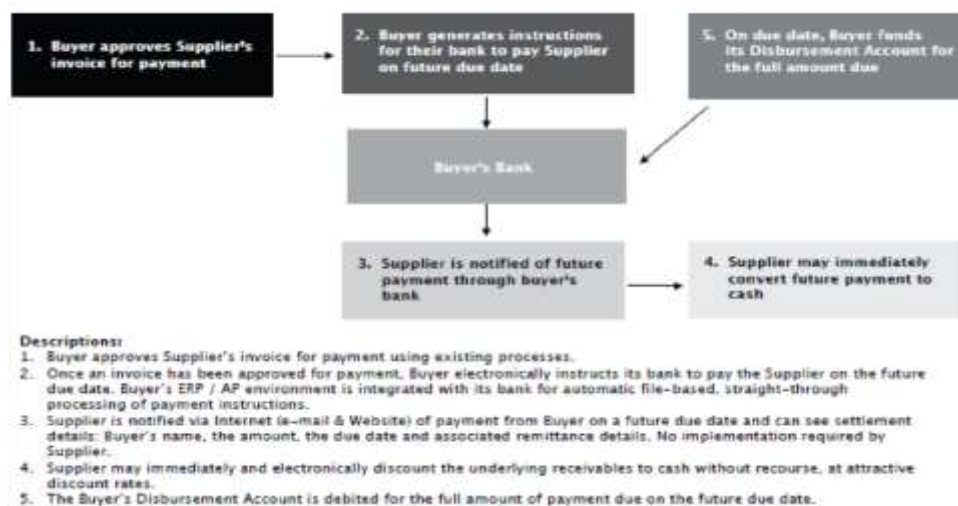 1. Buyer approves Supplier's
invoice for payment
2. Buyer generates instructions
for their bank to pay Supplier
on future due date
5. On due date, Buyer funds
its Disbursement Account for
the full amount due
Buyer's Bank
3. Supplier is notified of future
payment through buyer's
bank
4. Supplier may immediately
convert future payment to
cash
Descriptions:
1. Buyer approves Supplier's invoice for payment using existing processes.
2. Once an invoice has been approved for payment, Buyer electronically instructs its bank to pay the Supplier on the future
due date. Buyer's ERP / AP environment is integrated with its bank for automatic file-based, straight-through
processing of payment instructions.
3. Supplier is notified via Internet (e-mail & Website) of payment from Buyer on a future due date and can see settlement
details: Buyer's name, the amount, the due date and associated remittance details. No implementation required by
Supplier.
4. Supplier may immediately and electronically discount the underlying receivables to cash without recourse, at attractive
discount rates.
5. The Buyer's Disbursement Account is debited for the full amount of payment due on the future due date.